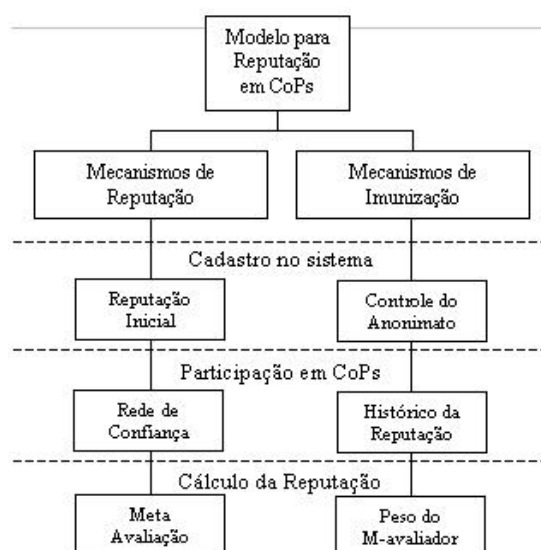 Modelo para
Reputação
em CoPs
Mecanismos de
Reputação
Mecanismos de
Imunização
Cadastro no sistema
Reputação
Inicial
Controle do
Anonimato
Participação em CoPs
Rede de
Confiança
Histórico da
Reputação
Cálculo da Reputação
Meta
Avaliação
Peso do
M-avaliador